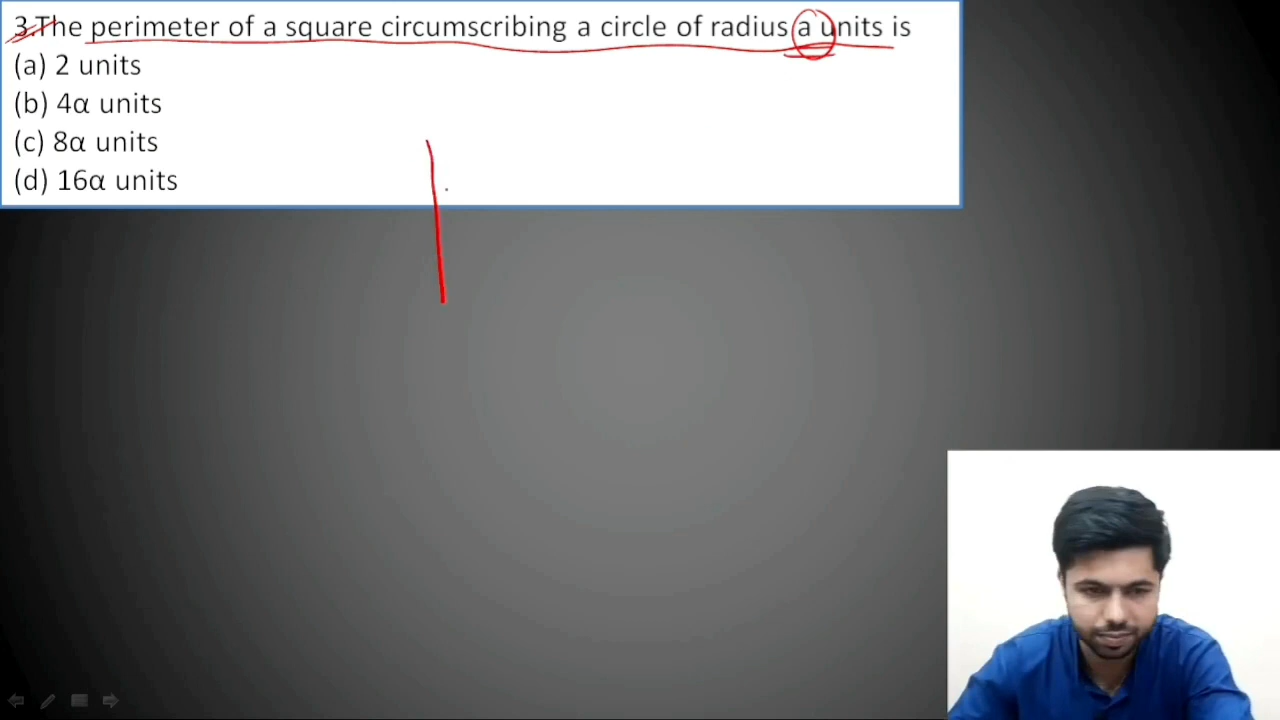 3.The perimeter of a square circumscribing a circle of radius a units is
(a) 2 units
(b) 4α units
(c) 8α units
(d) 16α units